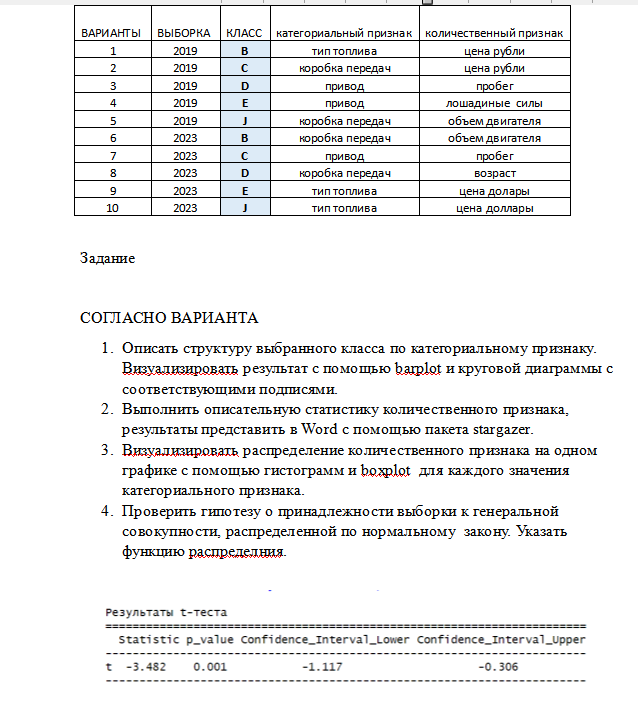 ВАРИАНТЫ ВЫБОРКА КЛАСС категориальный признак количественный признак
1 2019 B тип топлива цена рубли
2 2019 C коробка передач цена рубли
3 2019 D привод пробег
4 2019 E привод лошадиные силы
5 2019 J коробка передач объем двигателя
6 2023 B коробка передач объем двигателя
7 2023 C привод пробег
8 2023 D коробка передач возраст
9 2023 E тип топлива цена долары
10 2023 J тип топлива цена доллары
Задание
СОГЛАСНО ВАРИАНТА
1. Описать структуру выбранного класса по категориальному признаку.
Визуализировать результат с помощью barplot и круговой диаграммы с
соответствующими подписями.
2. Выполнить описательную статистику количественного признака,
результаты представить в Word с помощью пакета stargazer.
3. Визуализировать распределение количественного признака на одном
графике с помощью гистограмм и boxplot для каждого значения
категориального признака.
4. Проверить гипотезу о принадлежности выборки к генеральной
совокупности, распределенной по нормальному закону. Указать
функцию распределния.
Результаты t-теста
Statistic p_value Confidence_Interval_Lower Confidence_Interval_Upper
t -3.482 0.001 -1.117 -0.306